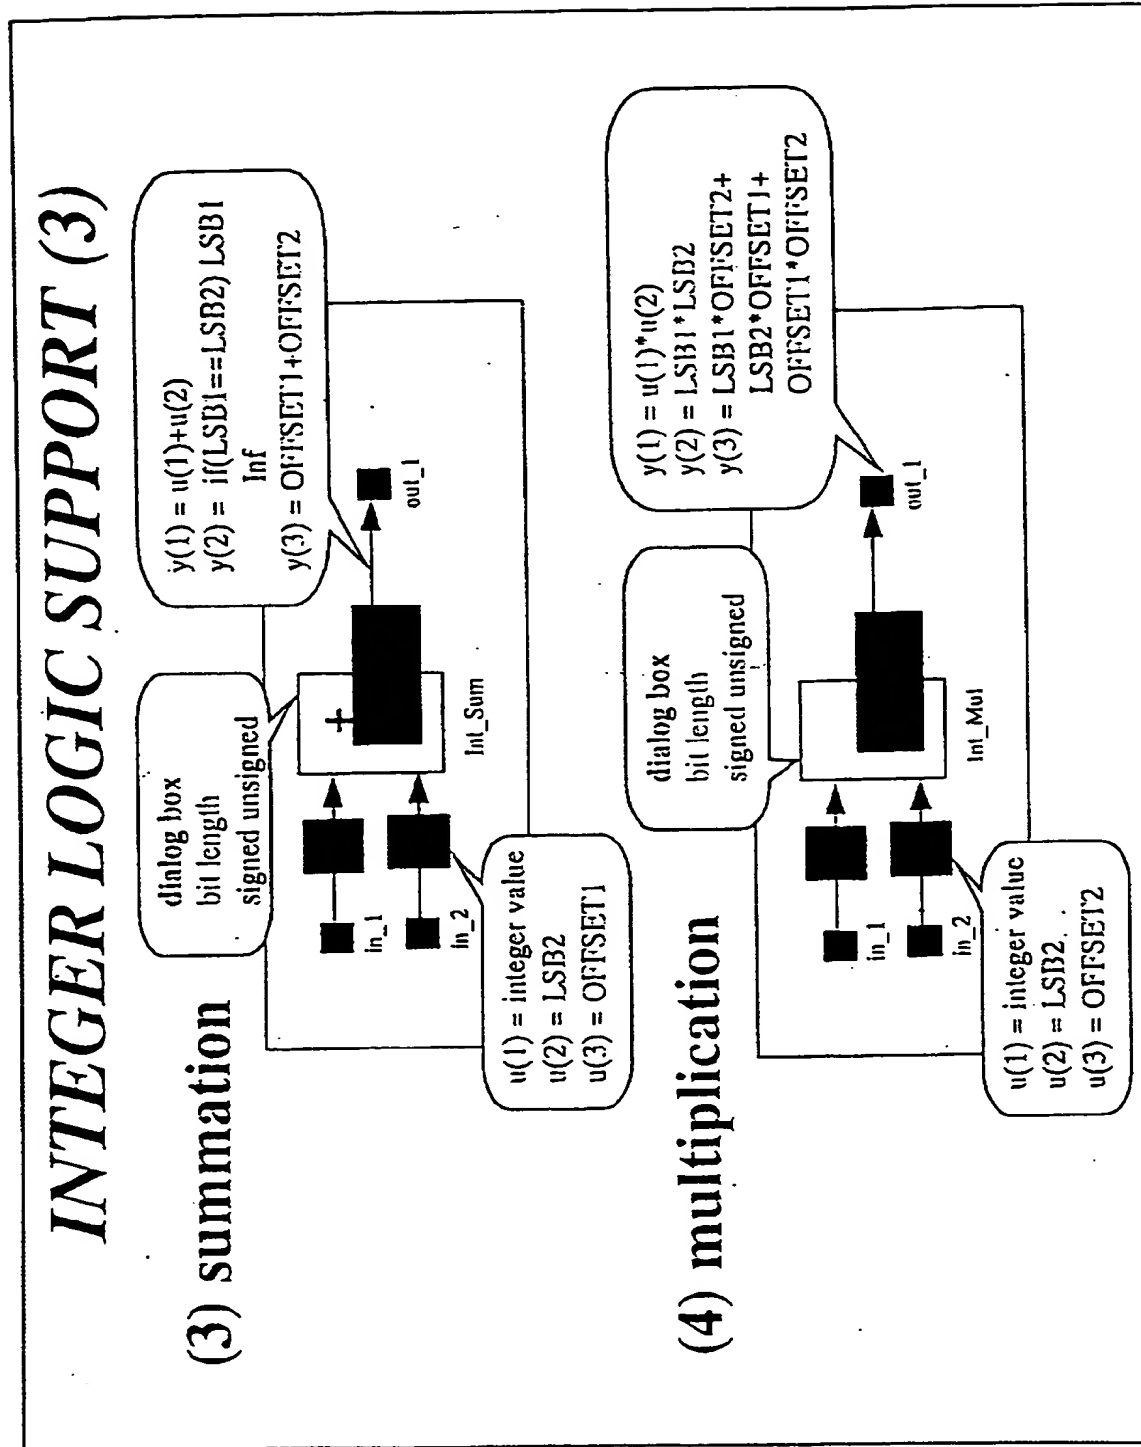 INTEGER LOGIC SUPPORT (3)
(3) summation
dialog box
bit length
signed unsigned
y(1) = u(1)+u(2)
y(2) = if(LSB1==LSB2) LSB1
Inf
y(3) = OFFSET1+OFFSET2
+
in_1
in_2
Int_Sum
out_1
u(1) = integer value
u(2) = LSB2
u(3) = OFFSET1
(4) multiplication
dialog box
bit length
signed unsigned
y(1) = u(1)*u(2)
y(2) = LSB1*LSB2
y(3) = LSB1*OFFSET2+
LSB2*OFFSET1+
OFFSET1*OFFSET2
in_1
in_2
Int_Mul
out_1
u(1) = integer value
u(2) = LSB2
u(3) = OFFSET2